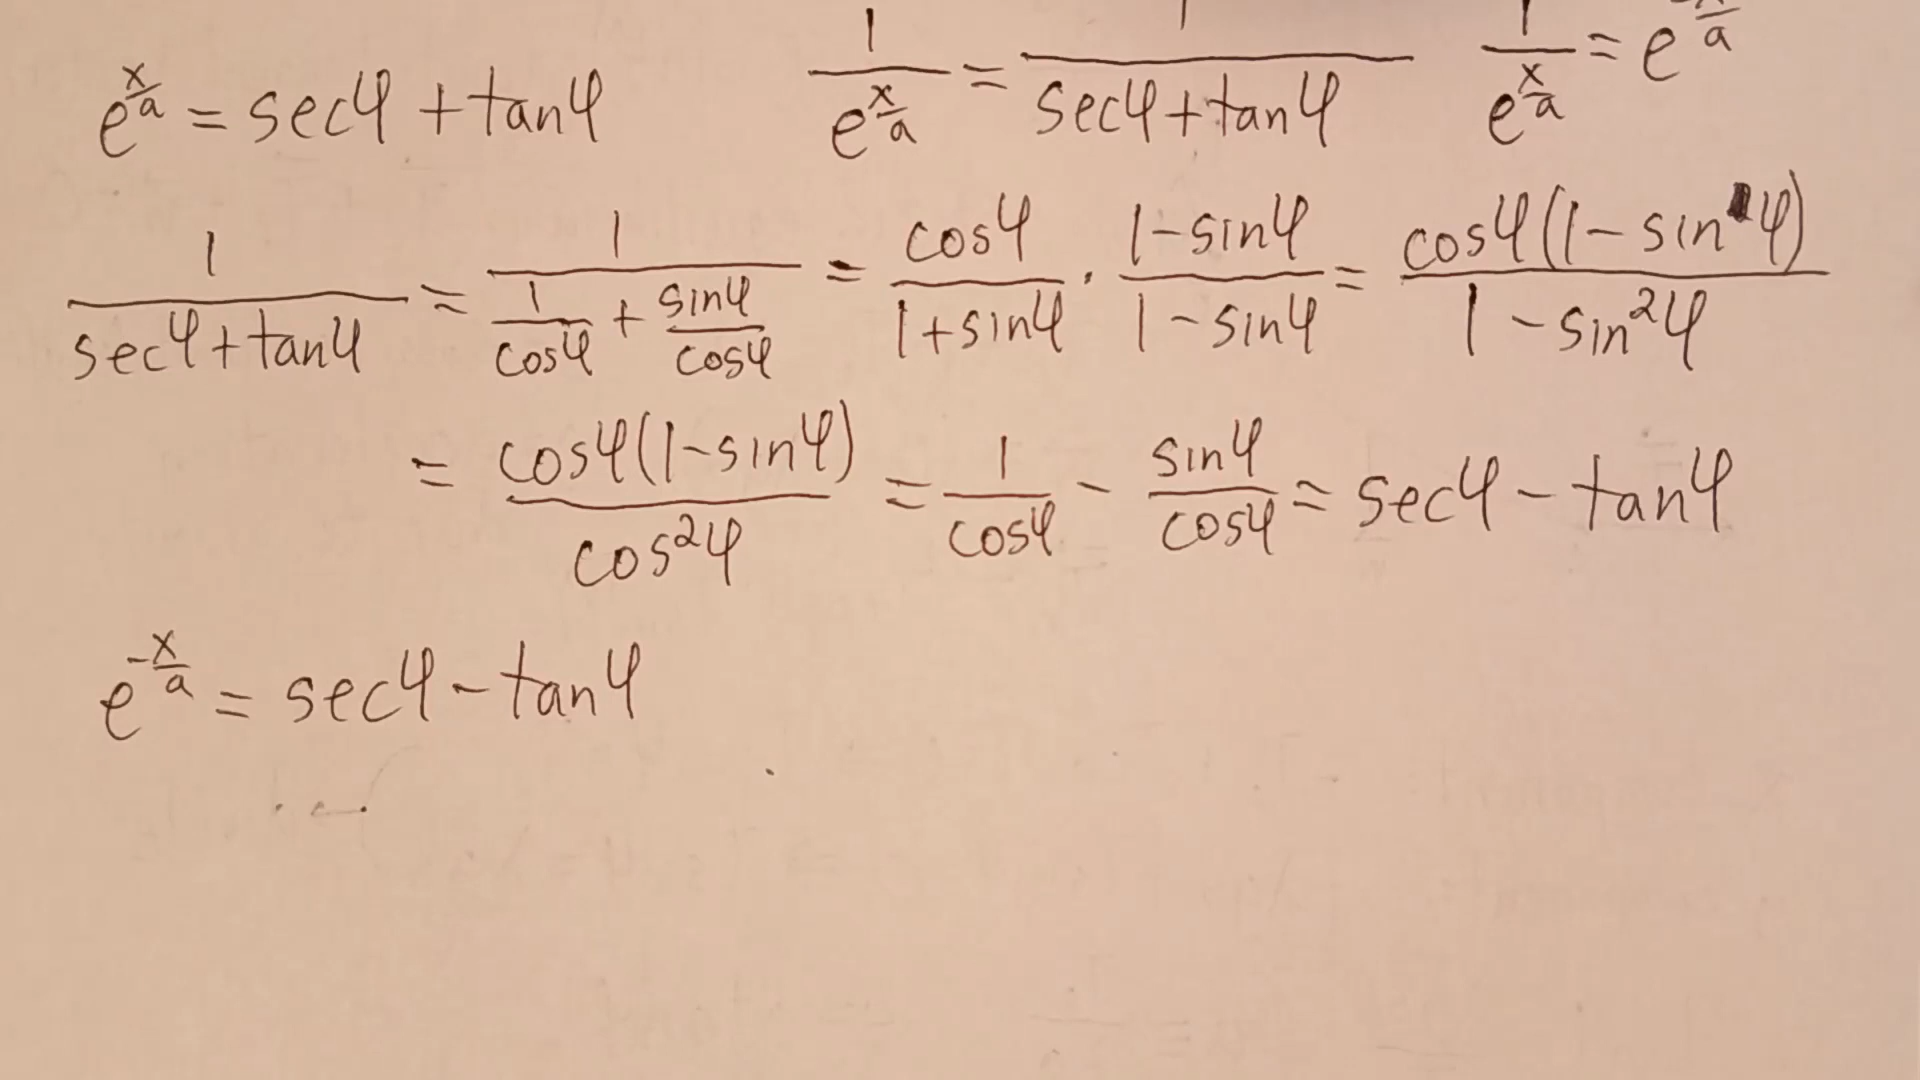 e^{x/a} = secψ + tanψ    1/e^{x/a} = 1/(secψ + tanψ)    1/e^{x/a} = e^{-x/a}
1/(secψ + tanψ) = 1/(1/cosψ + sinψ/cosψ) = cosψ/(1 + sinψ) · (1 - sinψ)/(1 - sinψ) = cosψ(1 - sinψ)/(1 - sin²ψ)
= cosψ(1 - sinψ)/cos²ψ = 1/cosψ - sinψ/cosψ = secψ - tanψ
e^{-x/a} = secψ - tanψ